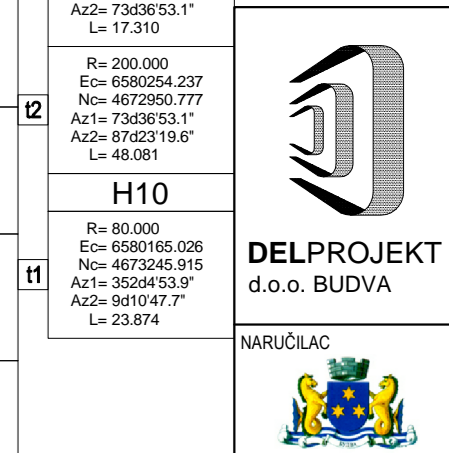 Az2= 73d36'53.1"
L= 17.310
t2
R= 200.000
Ec= 6580254.237
Nc= 4672950.777
Az1= 73d36'53.1"
Az2= 87d23'19.6"
L= 48.081
H10
t1
R= 80.000
Ec= 6580165.026
Nc= 4673245.915
Az1= 352d4'53.9"
Az2= 9d10'47.7"
L= 23.874
DELPROJEKT
d.o.o. BUDVA
NARUČILAC